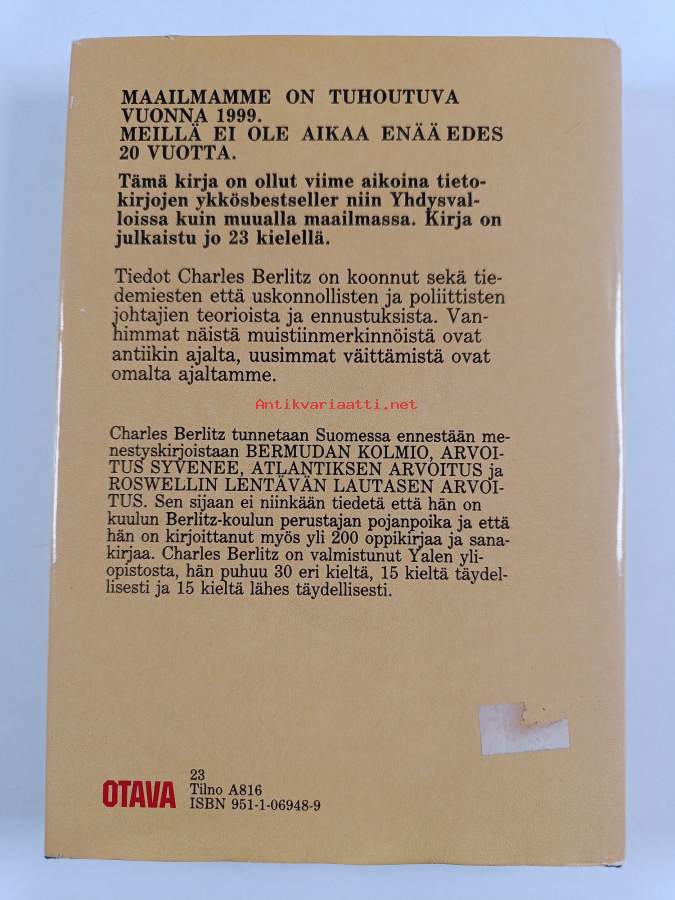 MAAILMAMME ON TUHOUTUVA
VUONNA 1999.
MEILLÄ EI OLE AIKAA ENÄÄ EDES
20 VUOTTA.
Tämä kirja on ollut viime aikoina tieto-
kirjojen ykkösbestseller niin Yhdysval-
loissa kuin muualla maailmassa. Kirja on
julkaistu jo 23 kielellä.
Tiedot Charles Berlitz on koonnut sekä tie-
demiesten että uskonnollisten ja poliittisten
johtajien teorioista ja ennustuksista. Van-
himmat näistä muistiinmerkinnöistä ovat
antiikin ajalta, uusimmat väittämistä ovat
omalta ajaltamme.
Antikvariaatti.net
Charles Berlitz tunnetaan Suomessa ennestään me-
nestyskirjoistaan BERMUDAN KOLMIO, ARVOI-
TUS SYVENEE, ATLANTIKSEN ARVOITUS ja
ROSWELLIN LENTÄVÄN LAUTASEN ARVOI-
TUS. Sen sijaan ei niinkään tiedetä että hän on
kuulun Berlitz-koulun perustajan pojanpoika ja että
hän on kirjoittanut myös yli 200 oppikirjaa ja sana-
kirjaa. Charles Berlitz on valmistunut Yalen yli-
opistosta, hän puhuu 30 eri kieltä, 15 kieltä täydel-
lisesti ja 15 kieltä lähes täydellisesti.
23
OTAVA Tilno A816
ISBN 951-1-06948-9